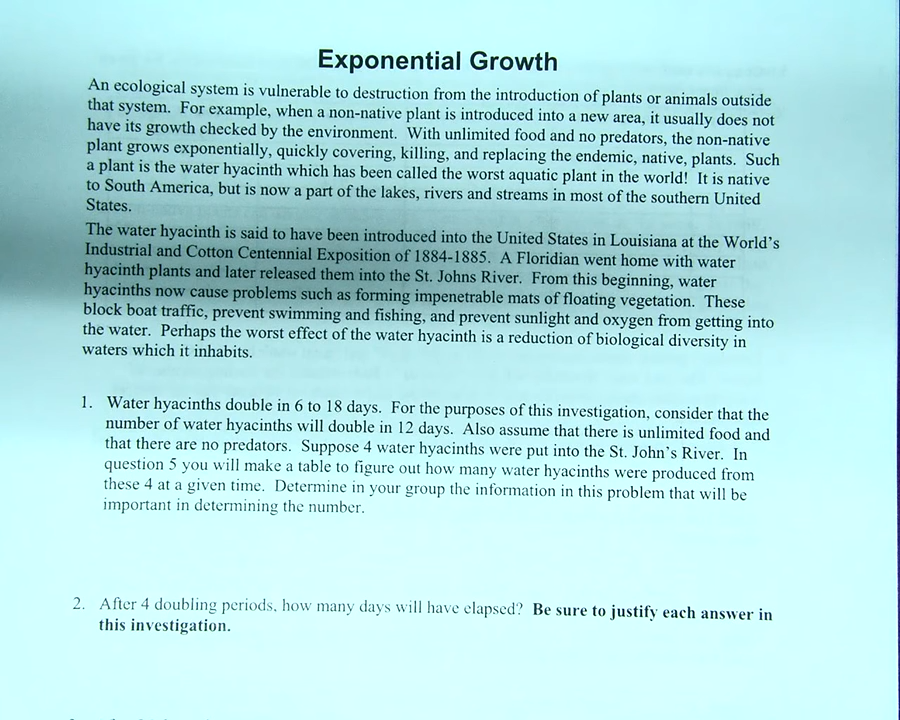 Exponential Growth
An ecological system is vulnerable to destruction from the introduction of plants or animals outside
that system. For example, when a non-native plant is introduced into a new area, it usually does not
have its growth checked by the environment. With unlimited food and no predators, the non-native
plant grows exponentially, quickly covering, killing, and replacing the endemic, native, plants. Such
a plant is the water hyacinth which has been called the worst aquatic plant in the world! It is native
to South America, but is now a part of the lakes, rivers and streams in most of the southern United
States.
The water hyacinth is said to have been introduced into the United States in Louisiana at the World's
Industrial and Cotton Centennial Exposition of 1884-1885. A Floridian went home with water
hyacinth plants and later released them into the St. Johns River. From this beginning, water
hyacinths now cause problems such as forming impenetrable mats of floating vegetation. These
block boat traffic, prevent swimming and fishing, and prevent sunlight and oxygen from getting into
the water. Perhaps the worst effect of the water hyacinth is a reduction of biological diversity in
waters which it inhabits.
1. Water hyacinths double in 6 to 18 days. For the purposes of this investigation, consider that the
number of water hyacinths will double in 12 days. Also assume that there is unlimited food and
that there are no predators. Suppose 4 water hyacinths were put into the St. John's River. In
question 5 you will make a table to figure out how many water hyacinths were produced from
these 4 at a given time. Determine in your group the information in this problem that will be
important in determining the number.
2. After 4 doubling periods, how many days will have elapsed? Be sure to justify each answer in
this investigation.